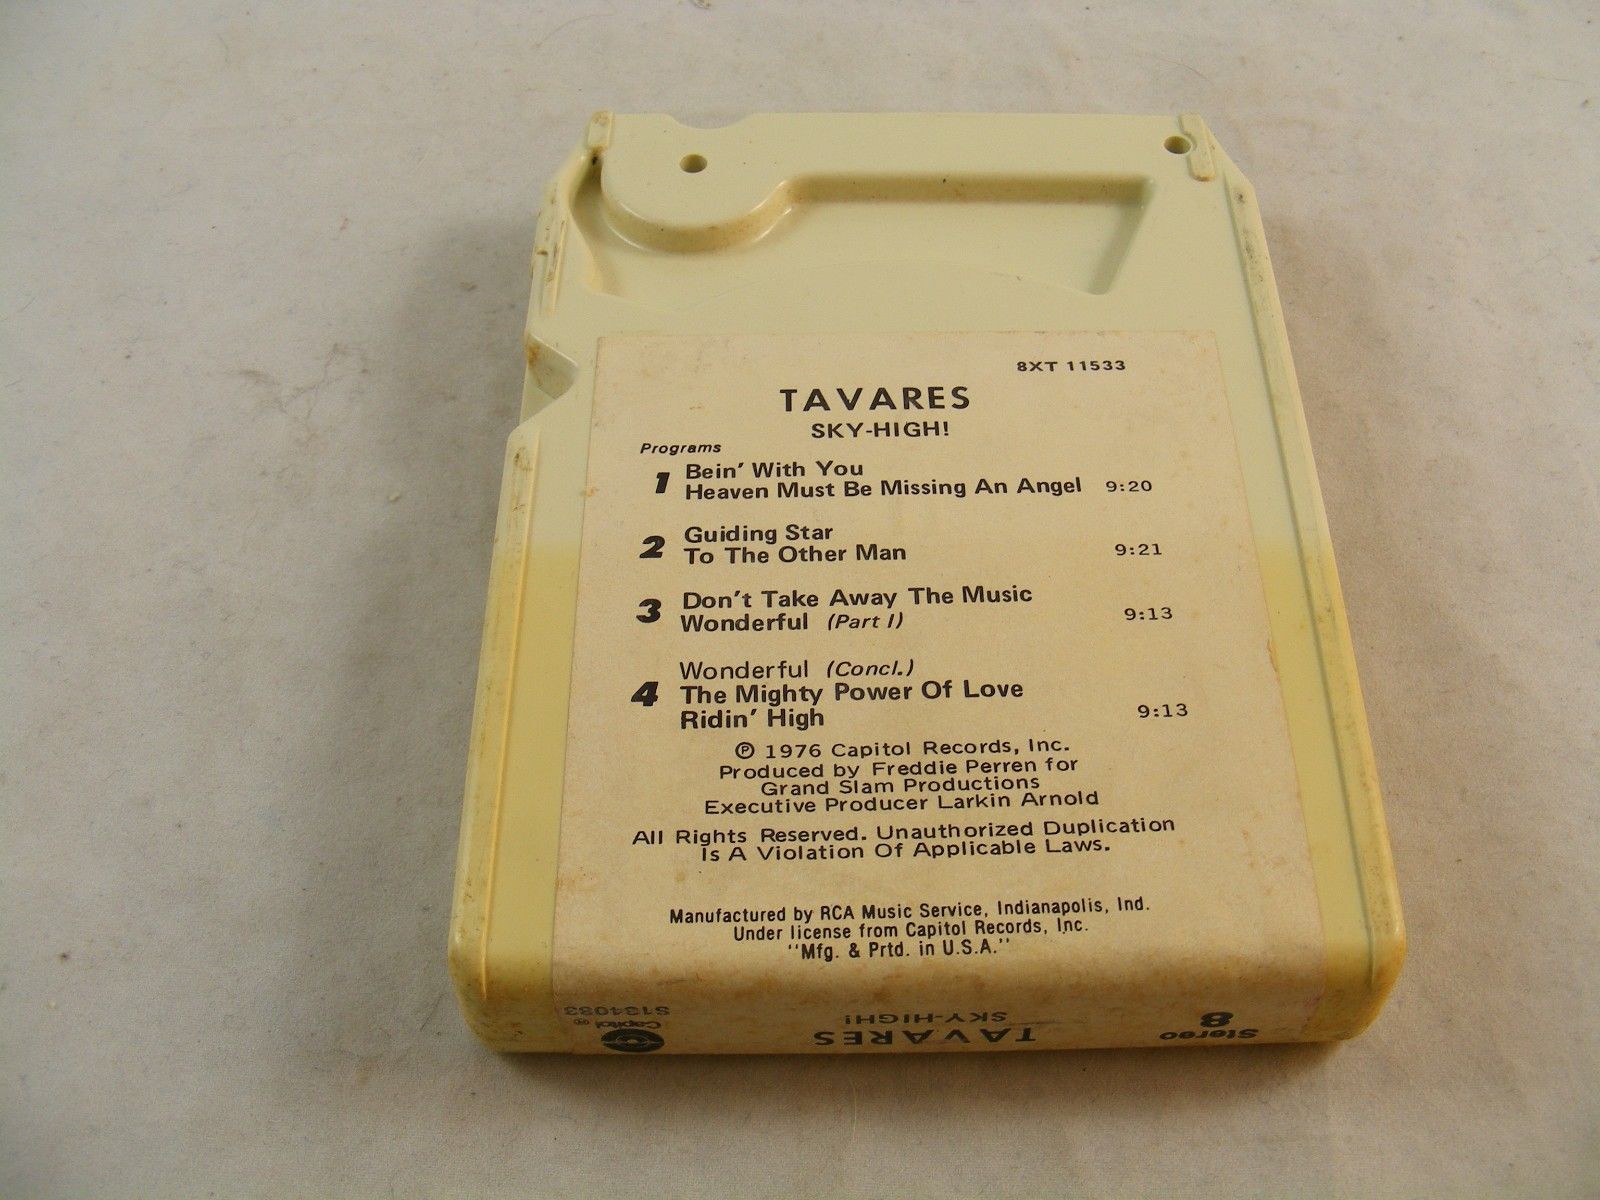 8XT 11533
TAVARES
SKY-HIGH!
Programs
1 Bein' With You
Heaven Must Be Missing An Angel 9:20
2 Guiding Star
To The Other Man 9:21
3 Don't Take Away The Music
Wonderful (Part I) 9:13
Wonderful (Concl.)
4 The Mighty Power Of Love
Ridin' High 9:13
℗ 1976 Capitol Records, Inc.
Produced by Freddie Perren for
Grand Slam Productions
Executive Producer Larkin Arnold
All Rights Reserved. Unauthorized Duplication
Is A Violation Of Applicable Laws.
Manufactured by RCA Music Service, Indianapolis, Ind.
Under license from Capitol Records, Inc.
"Mfg. & Prtd. in U.S.A."
Stereo
8
TAVARES
SKY-HIGH!
Capitol®
S134083